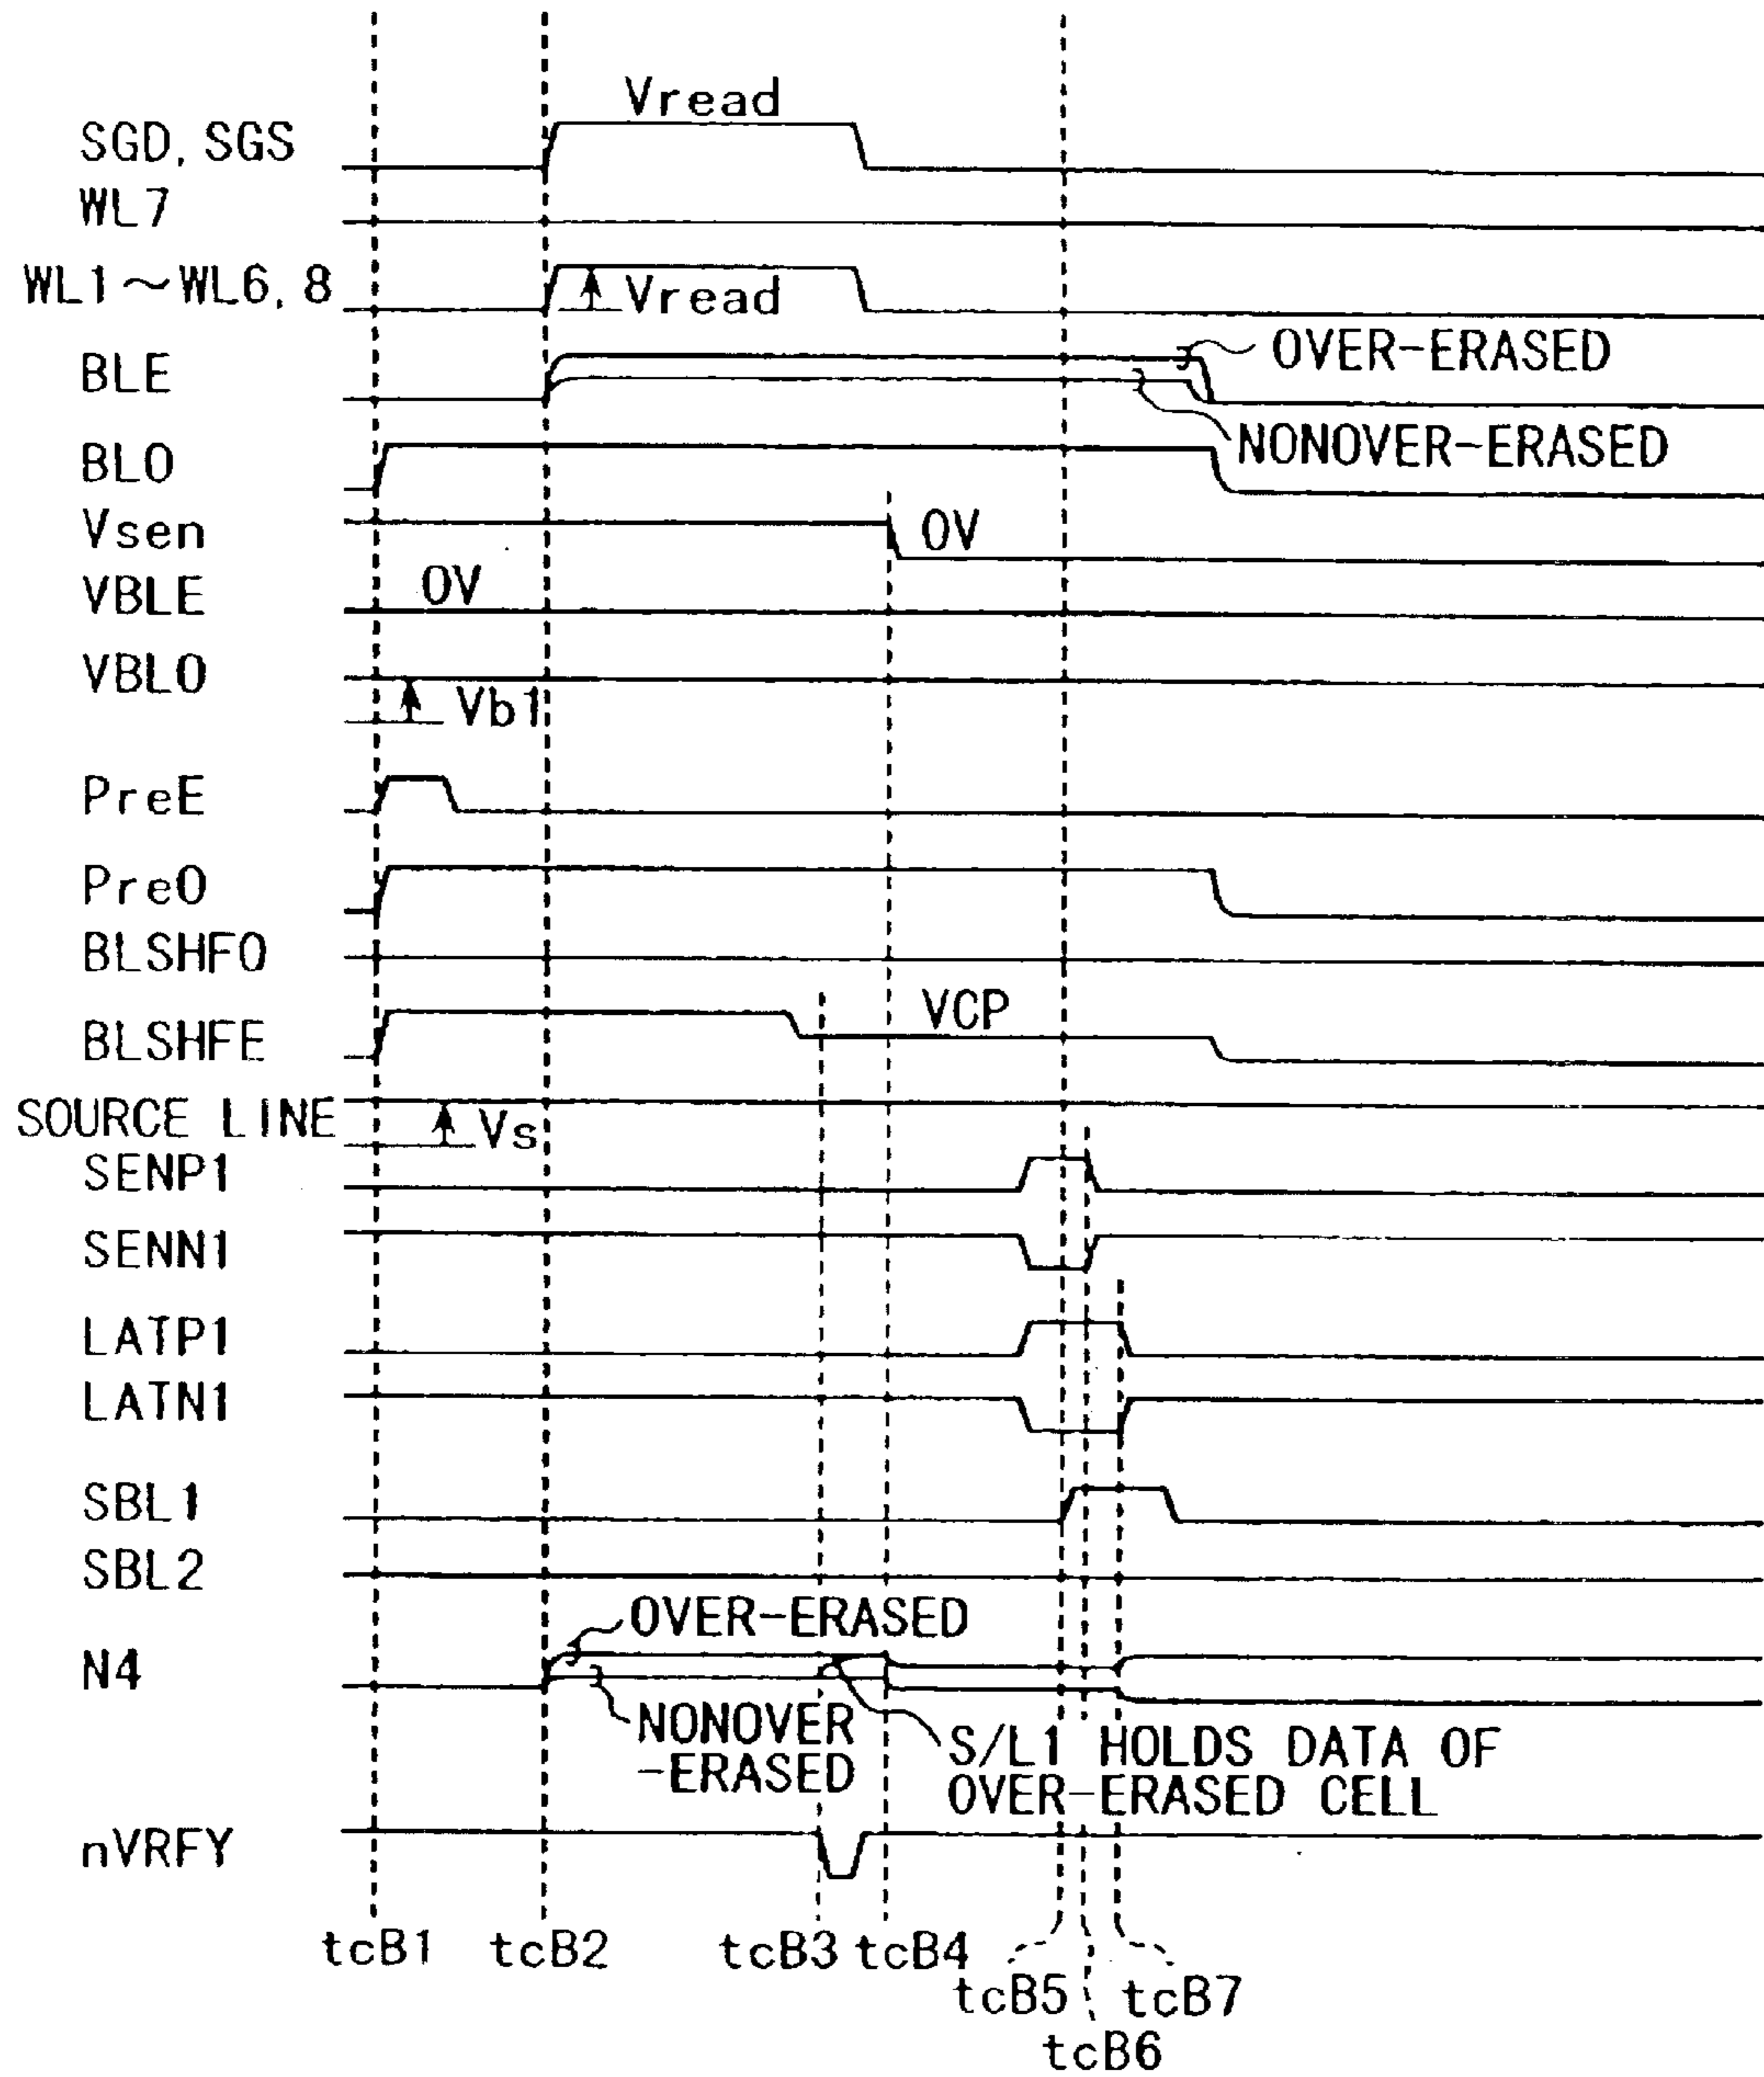 Vread
SGD, SGS
WL7
WL1~WL6, 8
Vread
OVER-ERASED
BLE
NONOVER-ERASED
BLO
Vsen
0V
VBLE
0V
VBLO
Vb1
PreE
PreO
BLSHFO
VCP
BLSHFE
SOURCE LINE
Vs
SENP1
SENN1
LATP1
LATN1
SBL1
SBL2
OVER-ERASED
N4
NONOVER
-ERASED
S/L1 HOLDS DATA OF
OVER-ERASED CELL
nVRFY
tcB1
tcB2
tcB3
tcB4
tcB5
tcB7
tcB6